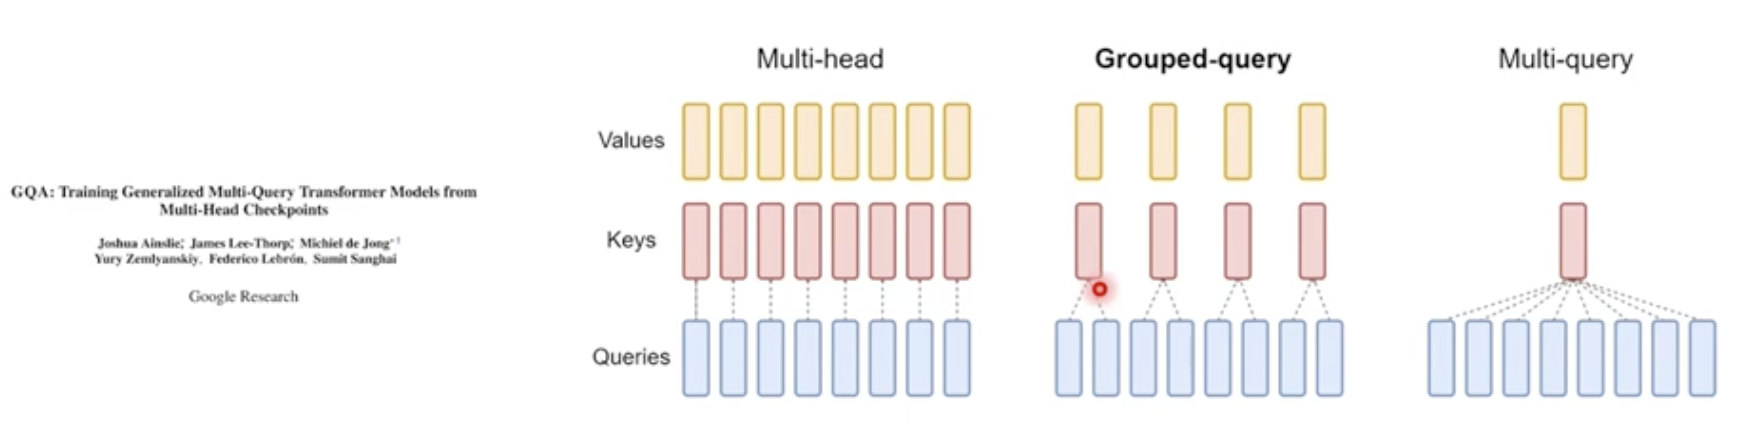 GQA: Training Generalized Multi-Query Transformer Models from
Multi-Head Checkpoints
Joshua Ainslie*, James Lee-Thorp*, Michiel de Jong*†
Yury Zemlyanskiy, Federico Lebrón, Sumit Sanghai
Google Research
Multi-head
Grouped-query
Multi-query
Values
Keys
Queries